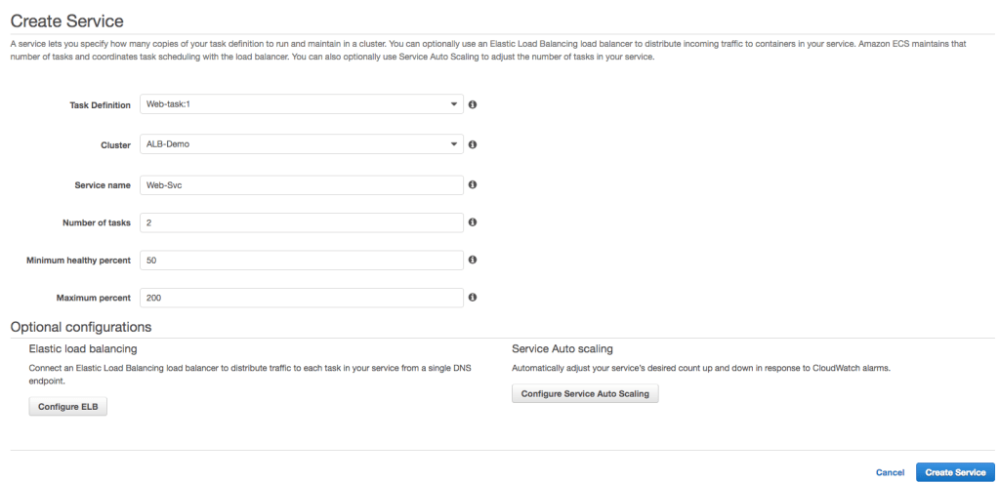 Create Service
A service lets you specify how many copies of your task definition to run and maintain in a cluster. You can optionally use an Elastic Load Balancing load balancer to distribute incoming traffic to containers in your service. Amazon ECS maintains that
number of tasks and coordinates task scheduling with the load balancer. You can also optionally use Service Auto Scaling to adjust the number of tasks in your service.
Task Definition Web-task:1
Cluster ALB-Demo
Service name Web-Svc
Number of tasks 2
Minimum healthy percent 50
Maximum percent 200
Optional configurations
Elastic load balancing
Connect an Elastic Load Balancing load balancer to distribute traffic to each task in your service from a single DNS
endpoint.
Configure ELB
Service Auto scaling
Automatically adjust your service's desired count up and down in response to CloudWatch alarms.
Configure Service Auto Scaling
Cancel Create Service